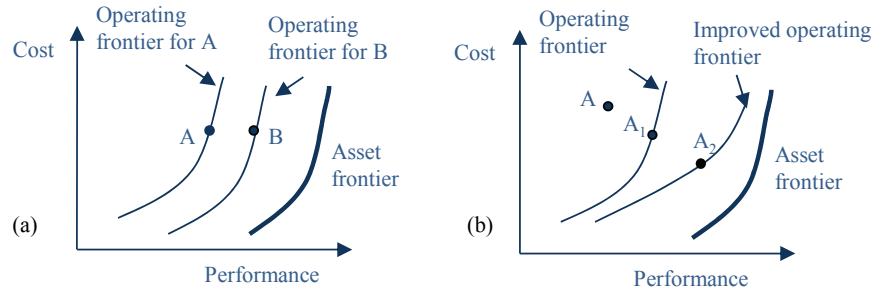 Operating
frontier for A
Operating
frontier for B
Cost
A
B
Asset
frontier
(a)
Performance
Operating
frontier
Improved operating
frontier
Cost
A
A₁
A₂
Asset
frontier
(b)
Performance